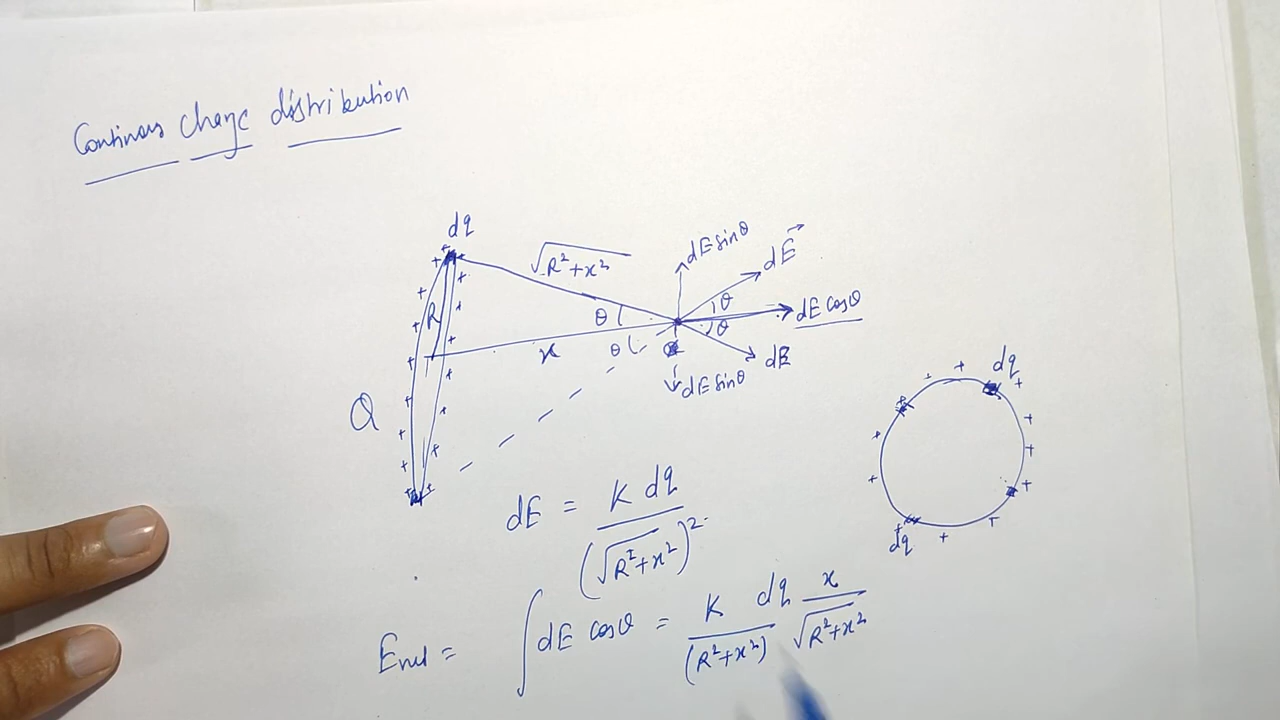 Continous charge distribution
dq
√R²+x²
dE sinθ
dE
θ
dE cosθ
R
θ
θ
x
θ
dE
dE sinθ
Q
dq
dq
dE = K dq / (√R²+x²)²
Enet = ∫ dE cosθ = K dq / (R²+x²) x / √R²+x²